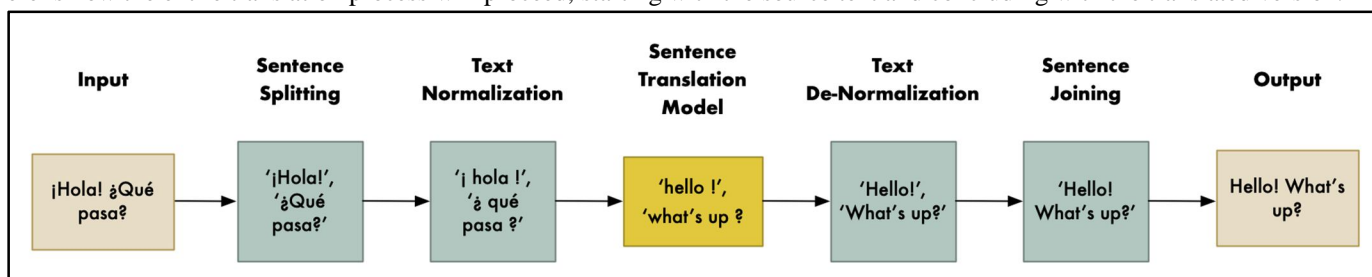 Input
Sentence
Splitting
Text
Normalization
Sentence
Translation
Model
Text
De-Normalization
Sentence
Joining
Output
¡Hola! ¿Qué
pasa?
'¡Hola!',
'¿Qué
pasa?'
'¡ hola !',
'¿ qué
pasa ?'
'hello !',
'what's up ?
'Hello!',
'What's up?'
'Hello!
What's up?'
Hello! What's
up?